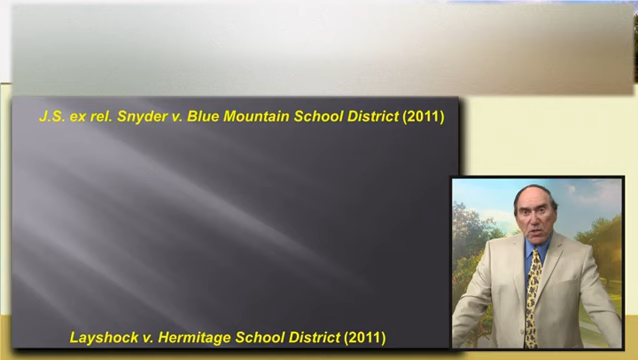 J.S. ex rel. Snyder v. Blue Mountain School District (2011)
Layshock v. Hermitage School District (2011)